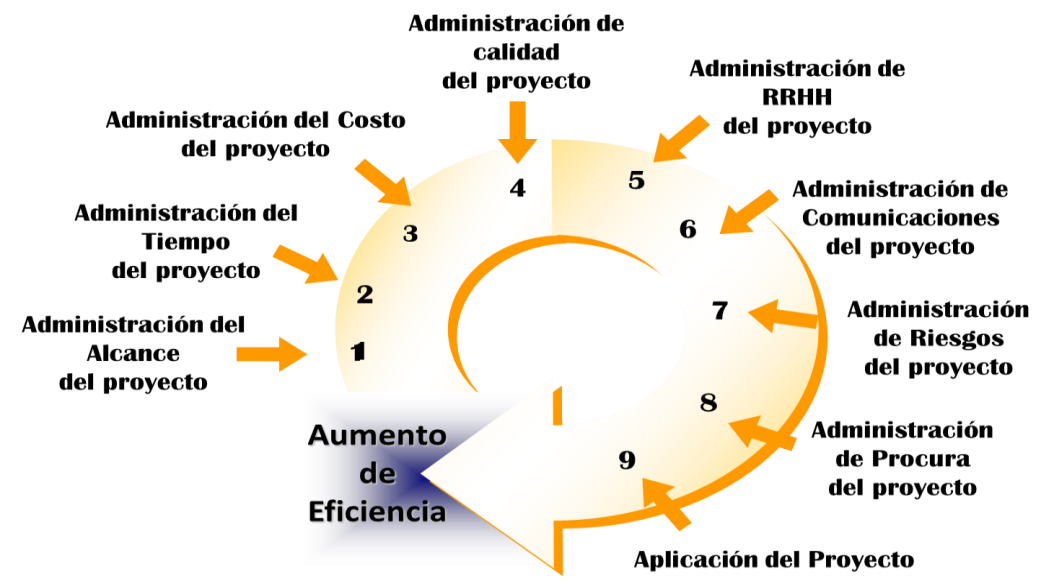 Administración del
Alcance
del proyecto
1
Administración del
Tiempo
del proyecto
2
Administración del Costo
del proyecto
3
Administración de
calidad
del proyecto
4
Administración de
RRHH
del proyecto
5
Administración de
Comunicaciones
del proyecto
6
Administración
de Riesgos
del proyecto
7
Administración
de Procura
del proyecto
8
Aplicación del Proyecto
9
Aumento
de
Eficiencia